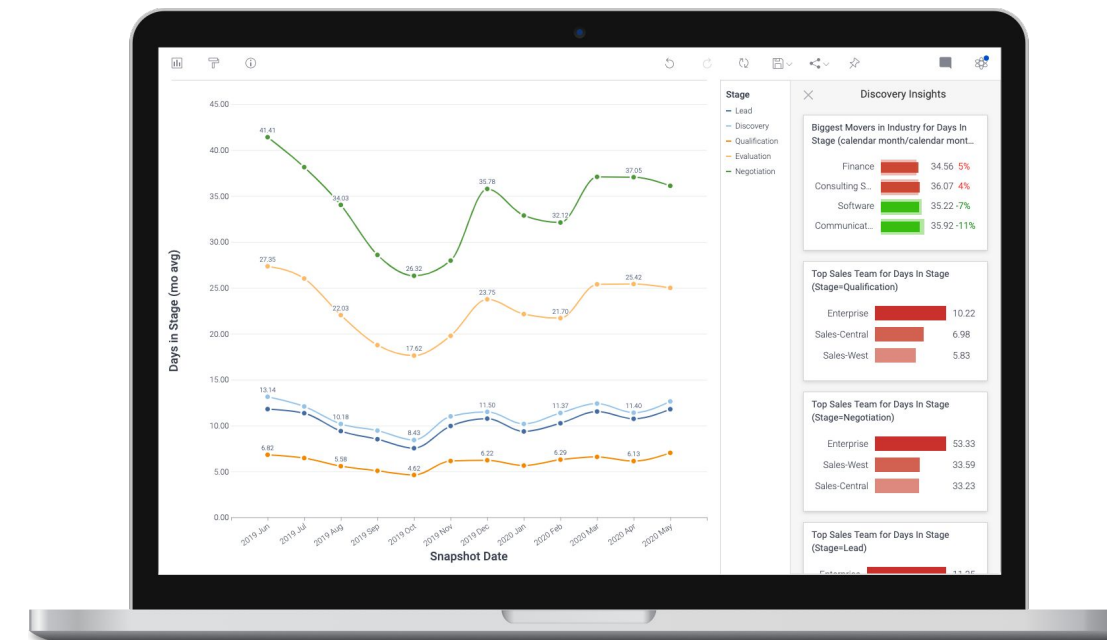 45.00
40.00
35.00
30.00
25.00
20.00
15.00
10.00
5.00
0.00
Days in Stage (mo avg)
41.41
34.03
26.32
35.78
32.12
37.05
27.35
22.03
17.62
23.75
21.70
25.42
13.14
10.18
8.43
11.50
11.37
11.40
6.82
5.58
4.62
6.22
6.29
6.13
2019 Jun
2019 Jul
2019 Aug
2019 Sep
2019 Oct
2019 Nov
2019 Dec
2020 Jan
2020 Feb
2020 Mar
2020 Apr
2020 May
Snapshot Date
Stage
Lead
Discovery
Qualification
Evaluation
Negotiation
Discovery Insights
Biggest Movers in Industry for Days In
Stage (calendar month/calendar mont...
Finance 34.56 5%
Consulting S... 36.07 4%
Software 35.22 -7%
Communicat... 35.92 -11%
Top Sales Team for Days In Stage
(Stage=Qualification)
Enterprise 10.22
Sales-Central 6.98
Sales-West 5.83
Top Sales Team for Days In Stage
(Stage=Negotiation)
Enterprise 53.33
Sales-West 33.59
Sales-Central 33.23
Top Sales Team for Days In Stage
(Stage=Lead)